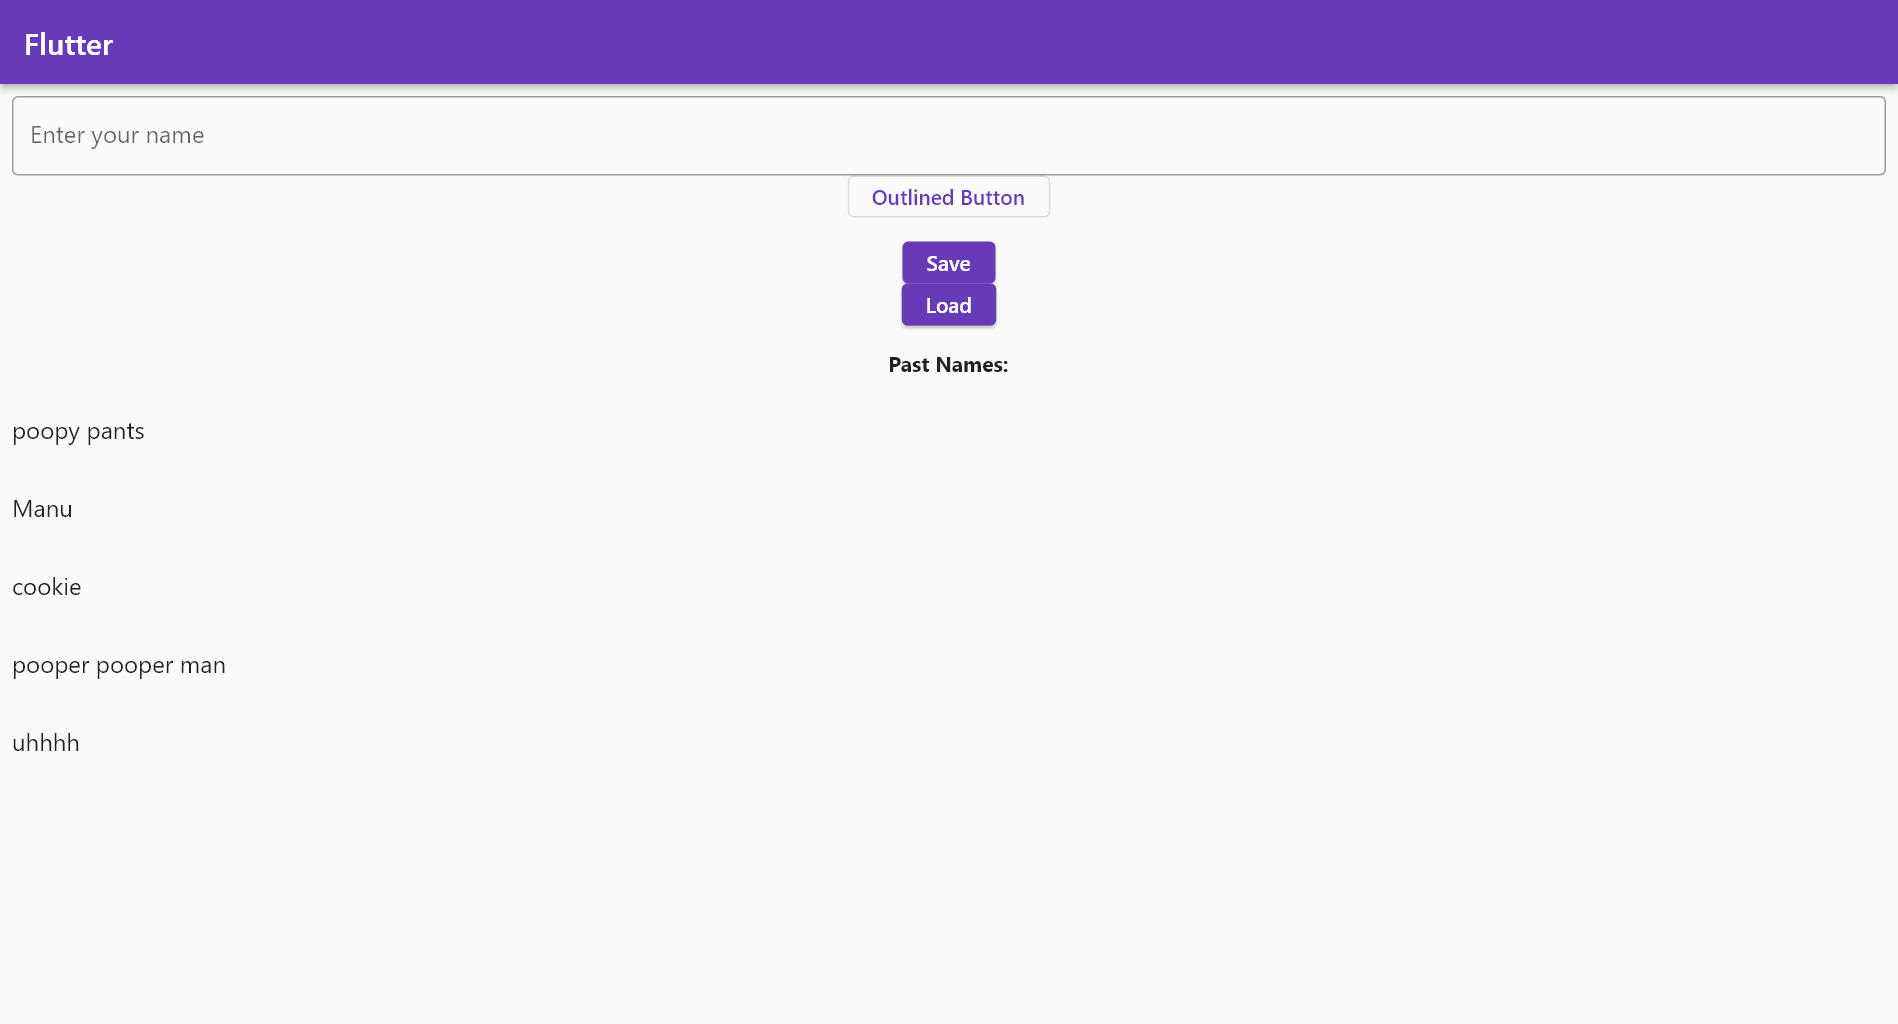 Flutter
Enter your name
Outlined Button
Save
Load
Past Names:
poopy pants
Manu
cookie
pooper pooper man
uhhhh